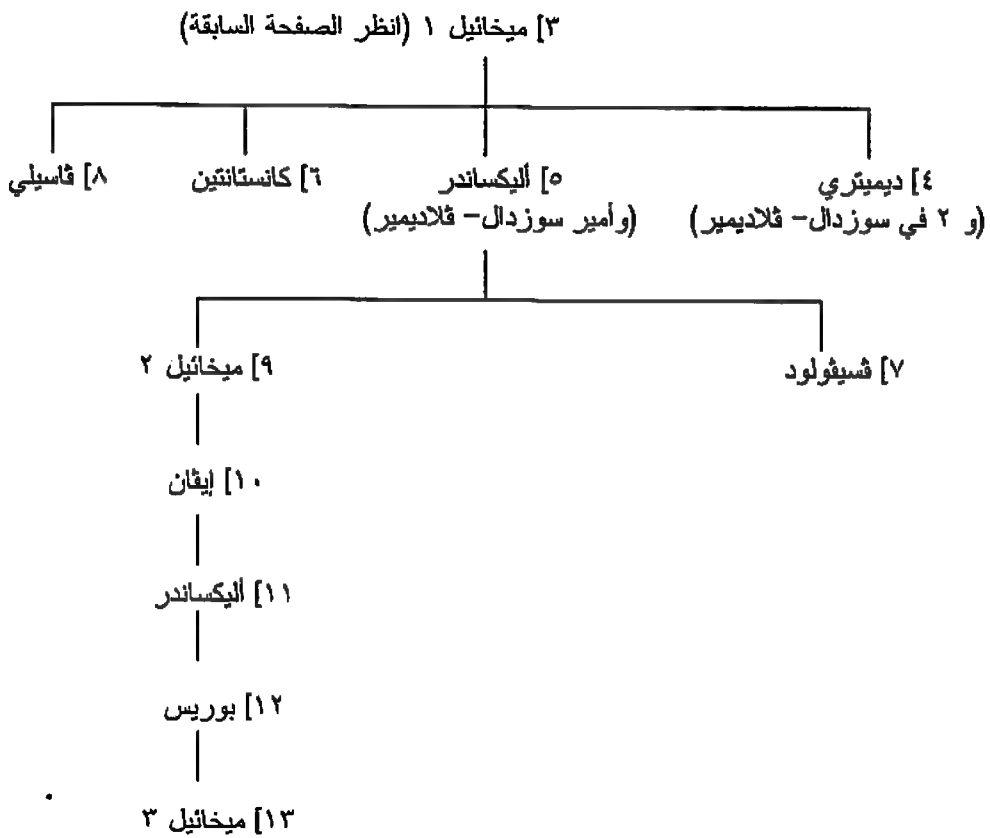 ٣] ميخائيل ١ (انظر الصفحة السابقة)
٤] ديميتري
(و ٢ في سوزدال– ڤلاديمير)
٥] أليكساندر
(وأمير سوزدال– ڤلاديمير)
٦] كانستانتين
٨] ڤاسيلي
٧] ڤسيڤولود
٩] ميخائيل ٢
١٠] إيڤان
١١] أليكساندر
١٢] بوريس
١٣] ميخائيل ٣